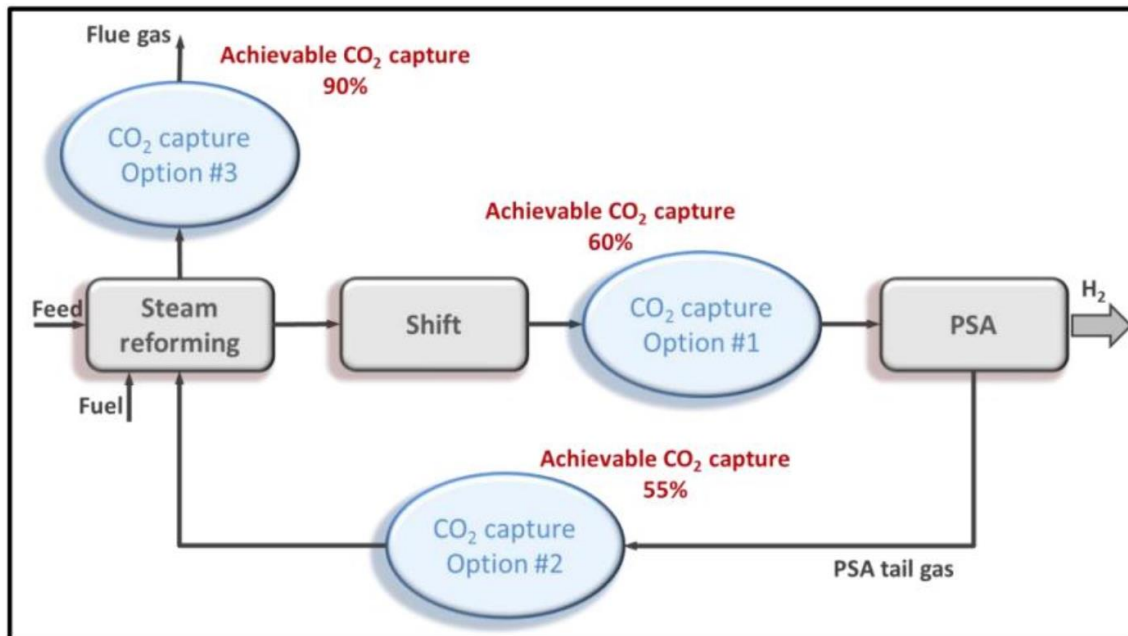 Flue gas
Achievable CO₂ capture
90%
CO₂ capture
Option #3
Achievable CO₂ capture
60%
Feed
Steam
reforming
Shift
CO₂ capture
Option #1
PSA
H₂
Fuel
Achievable CO₂ capture
55%
CO₂ capture
Option #2
PSA tail gas